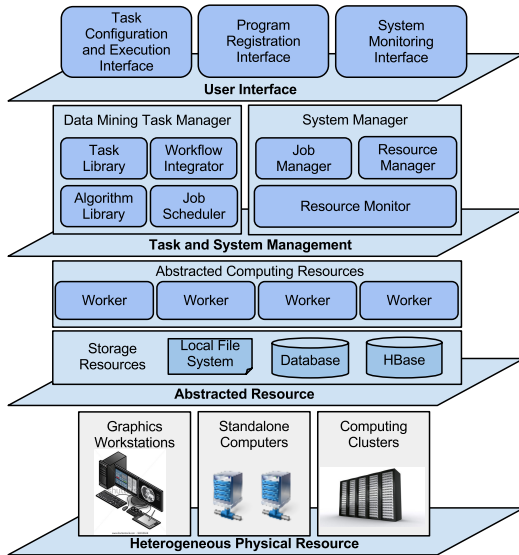 Task
Configuration
and Execution
Interface
Program
Registration
Interface
System
Monitoring
Interface
User Interface
Data Mining Task Manager
Task
Library
Workflow
Integrator
Algorithm
Library
Job
Scheduler
System Manager
Job
Manager
Resource
Manager
Resource Monitor
Task and System Management
Abstracted Computing Resources
Worker
Worker
Worker
Worker
Storage
Resources
Local File
System
Database
HBase
Abstracted Resource
Graphics
Workstations
Standalone
Computers
Computing
Clusters
Heterogeneous Physical Resource